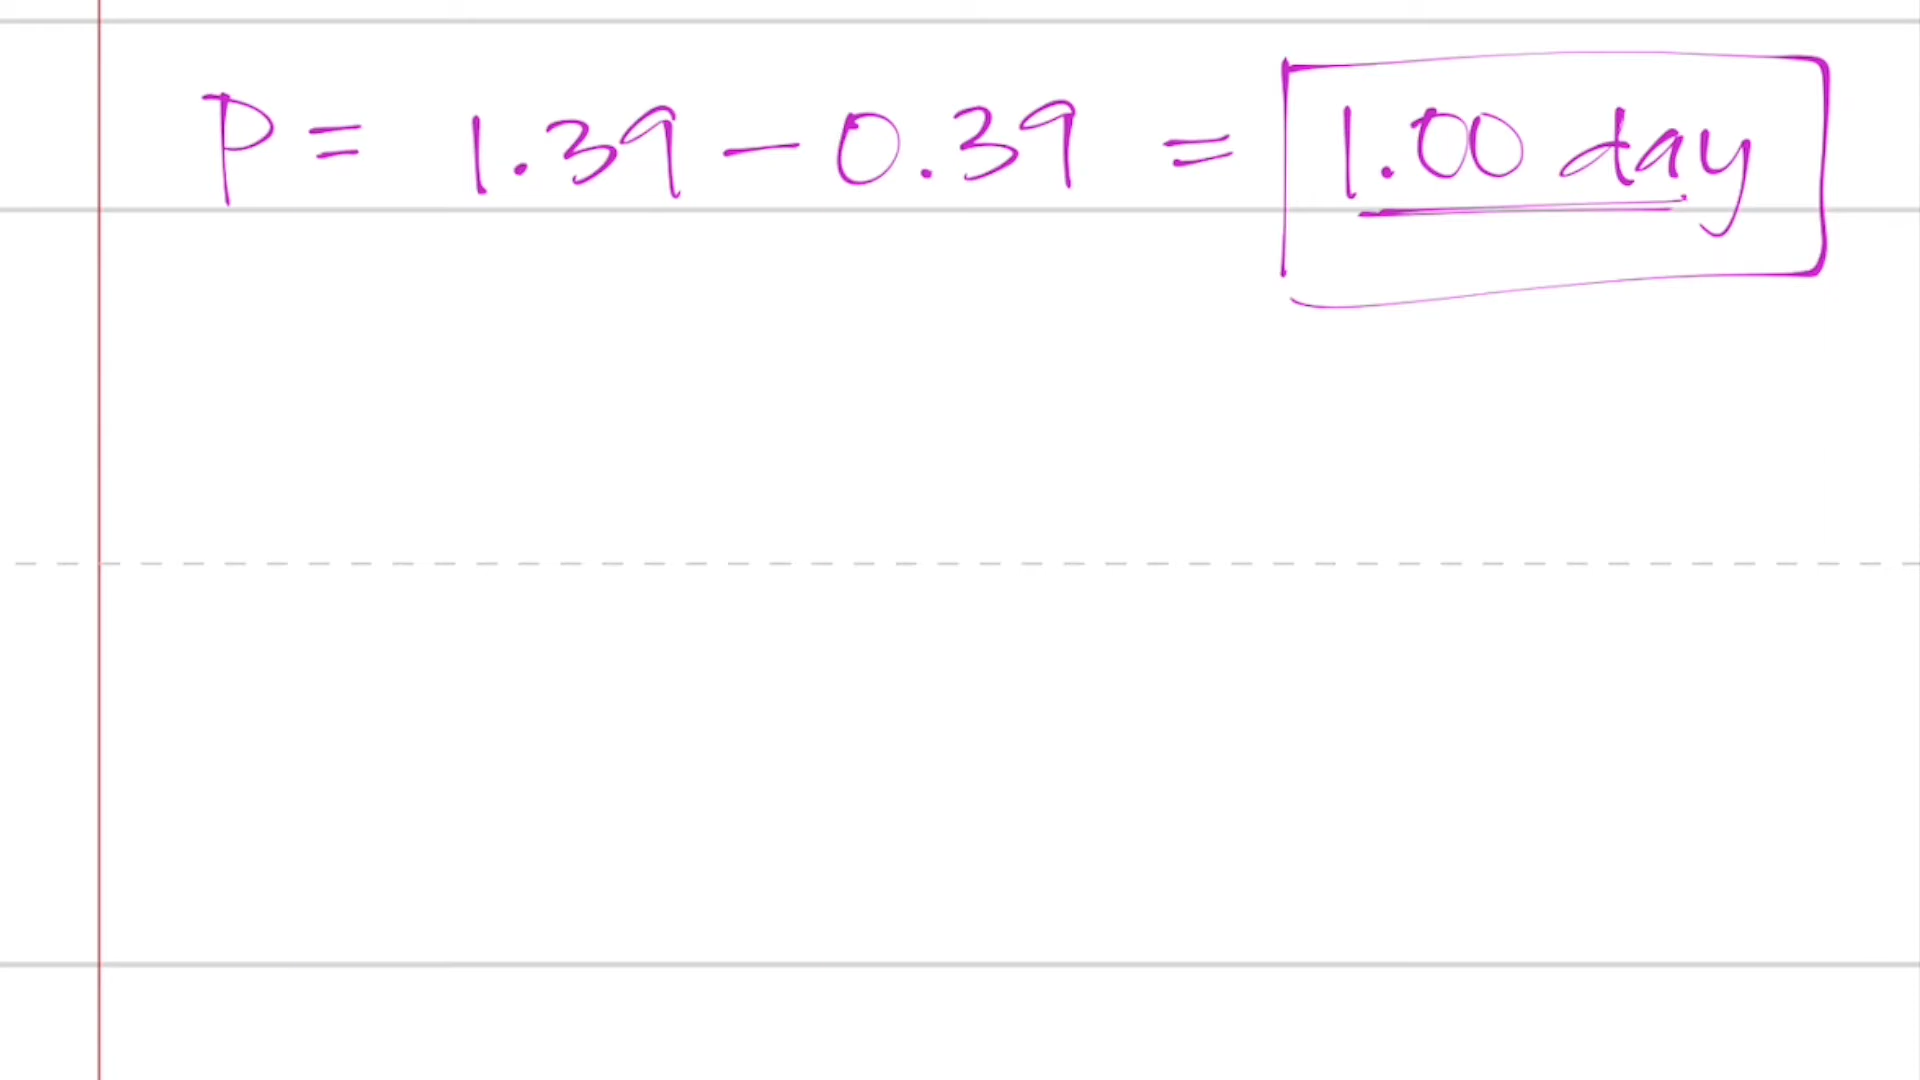 P = 1.39 - 0.39 = 1.00 day